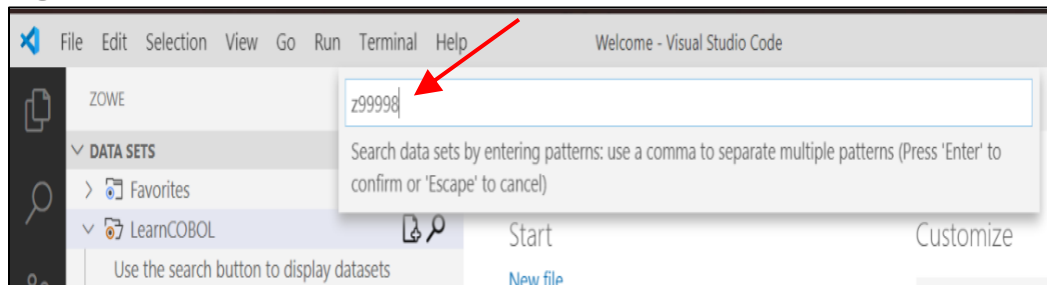 File Edit Selection View Go Run Terminal Help Welcome - Visual Studio Code
ZOWE
z99998
DATA SETS
Search data sets by entering patterns: use a comma to separate multiple patterns (Press 'Enter' to
confirm or 'Escape' to cancel)
Favorites
LearnCOBOL
Start
Customize
Use the search button to display datasets
New file